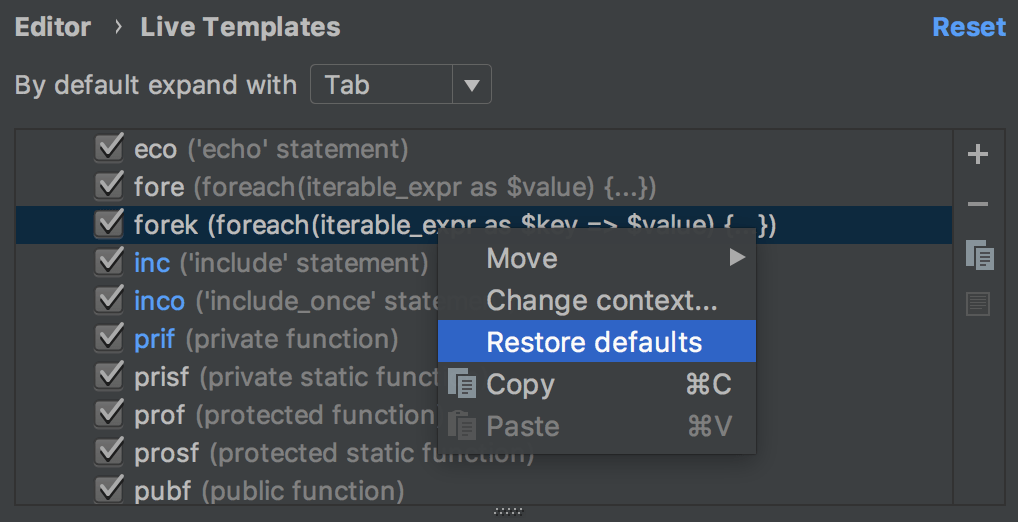 Editor › Live Templates Reset
By default expand with Tab
eco ('echo' statement)
fore (foreach(iterable_expr as $value) {...})
forek (foreach(iterable_expr as $key => $value) {...})
inc ('include' statement)
inco ('include_once'
prif (private function)
prisf (private static
prof (protected function)
prosf (protected static function)
pubf (public function)
Move
Change context...
Restore defaults
Copy ⌘C
Paste ⌘V